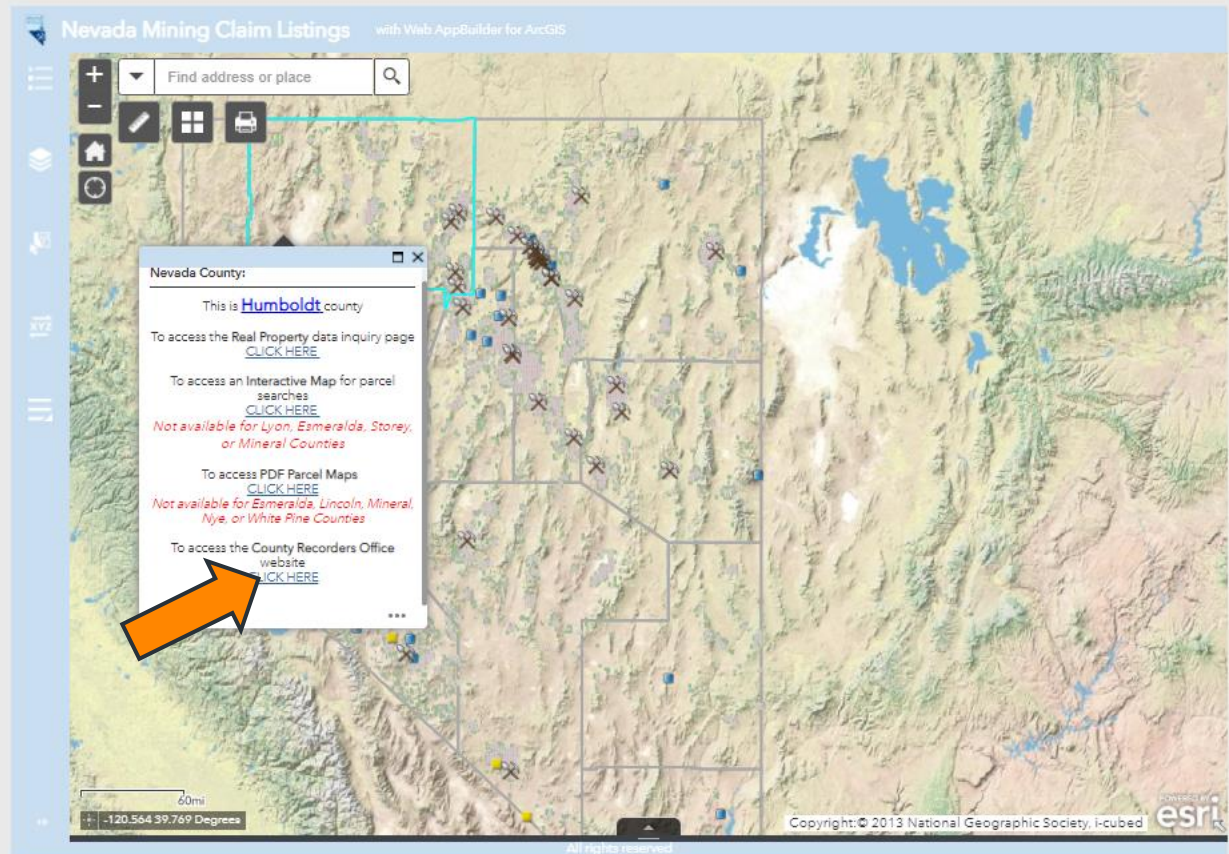 Nevada Mining Claim Listings with Web AppBuilder for ArcGIS
+
Find address or place
−
Nevada County:
This is Humboldt county
To access the Real Property data inquiry page
CLICK HERE
To access an Interactive Map for parcel
searches
CLICK HERE
Not available for Lyon, Esmeralda, Storey,
or Mineral Counties
To access PDF Parcel Maps
CLICK HERE
Not available for Esmeralda, Lincoln, Mineral,
Nye, or White Pine Counties
To access the County Recorders Office
website
CLICK HERE
XYZ
60mi
-120.564 39.769 Degrees
Copyright:© 2013 National Geographic Society, i-cubed
POWERED BY
esri
All rights reserved